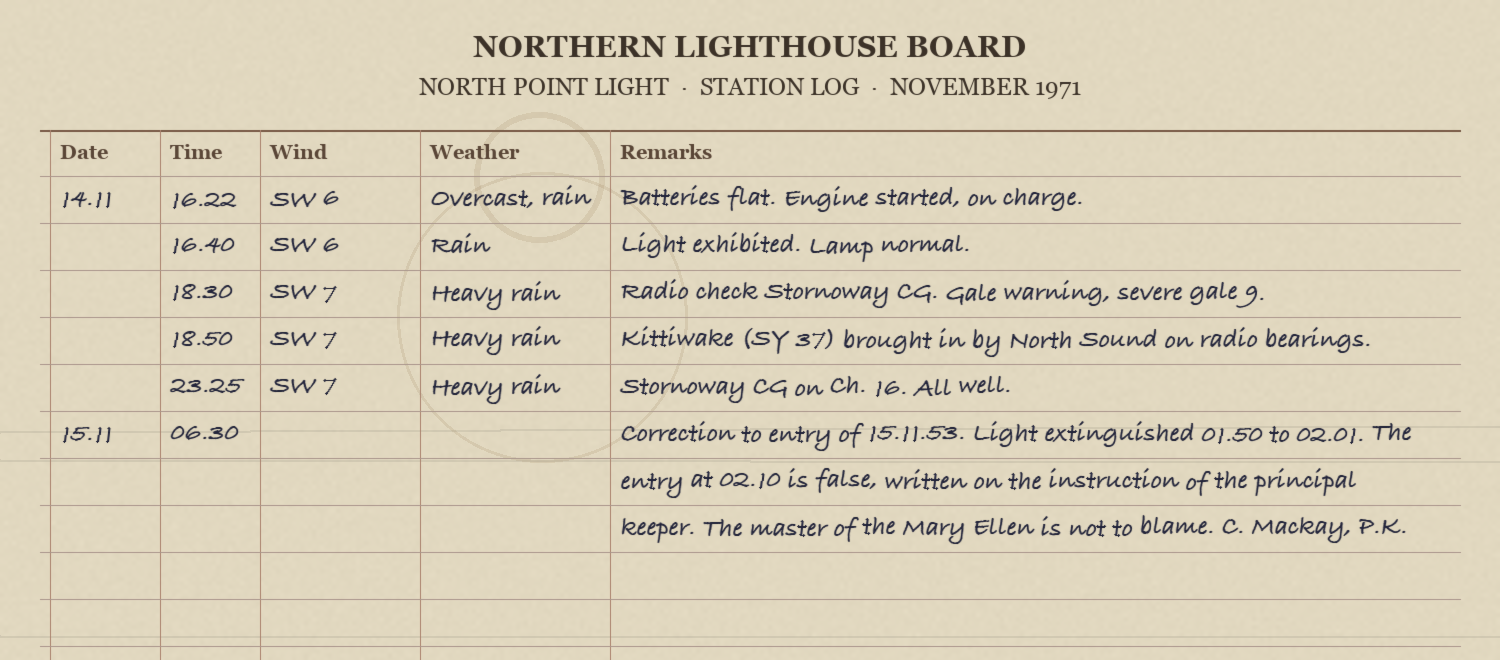 NORTHERN LIGHTHOUSE BOARD
NORTH POINT LIGHT · STATION LOG · NOVEMBER 1971
Date Time Wind Weather Remarks
14.11 16.22 SW 6 Overcast, rain Batteries flat. Engine started, on charge.
16.40 SW 6 Rain Light exhibited. Lamp normal.
18.30 SW 7 Heavy rain Radio check Stornoway CG. Gale warning, severe gale 9.
18.50 SW 7 Heavy rain Kittiwake (SY 37) brought in by North Sound on radio bearings.
23.25 SW 7 Heavy rain Stornoway CG on Ch. 16. All well.
15.11 06.30 Correction to entry of 15.11.53. Light extinguished 01.50 to 02.01. The
entry at 02.10 is false, written on the instruction of the principal
keeper. The master of the Mary Ellen is not to blame. C. Mackay, P.K.